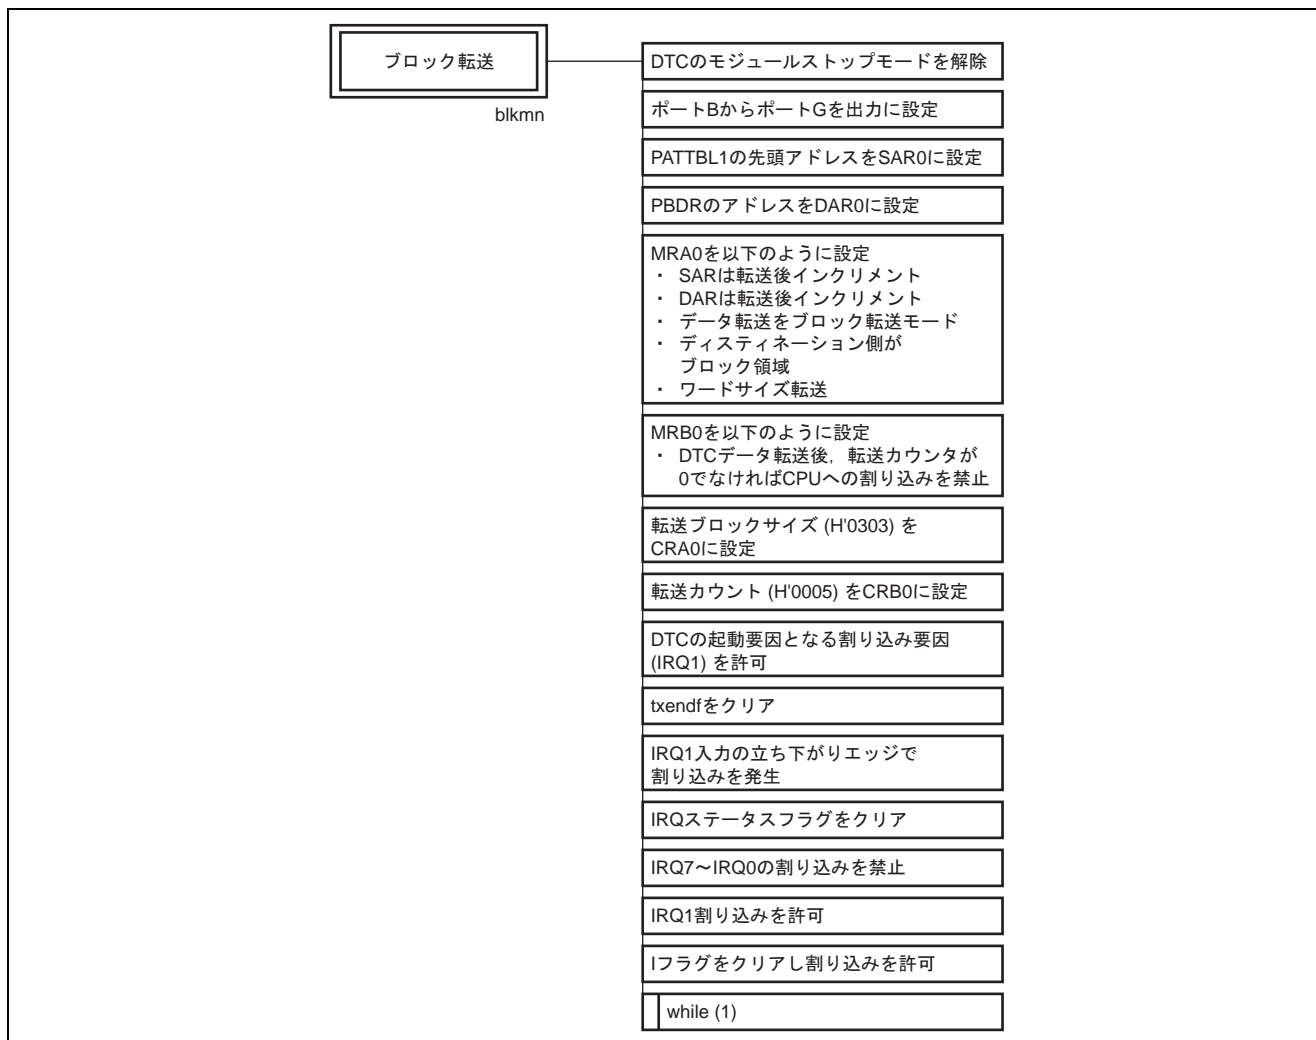 ブロック転送
blkmn
DTCのモジュールストップモードを解除
ポートBからポートGを出力に設定
PATTBL1の先頭アドレスをSAR0に設定
PBDRのアドレスをDAR0に設定
MRA0を以下のように設定
・ SARは転送後インクリメント
・ DARは転送後インクリメント
・ データ転送をブロック転送モード
・ ディスティネーション側が
ブロック領域
・ ワードサイズ転送
MRB0を以下のように設定
・ DTCデータ転送後，転送カウンタが
0でなければCPUへの割り込みを禁止
転送ブロックサイズ (H'0303) を
CRA0に設定
転送カウント (H'0005) をCRB0に設定
DTCの起動要因となる割り込み要因
(IRQ1) を許可
txendfをクリア
IRQ1入力の立ち下がりエッジで
割り込みを発生
IRQステータスフラグをクリア
IRQ7～IRQ0の割り込みを禁止
IRQ1割り込みを許可
Iフラグをクリアし割り込みを許可
while (1)